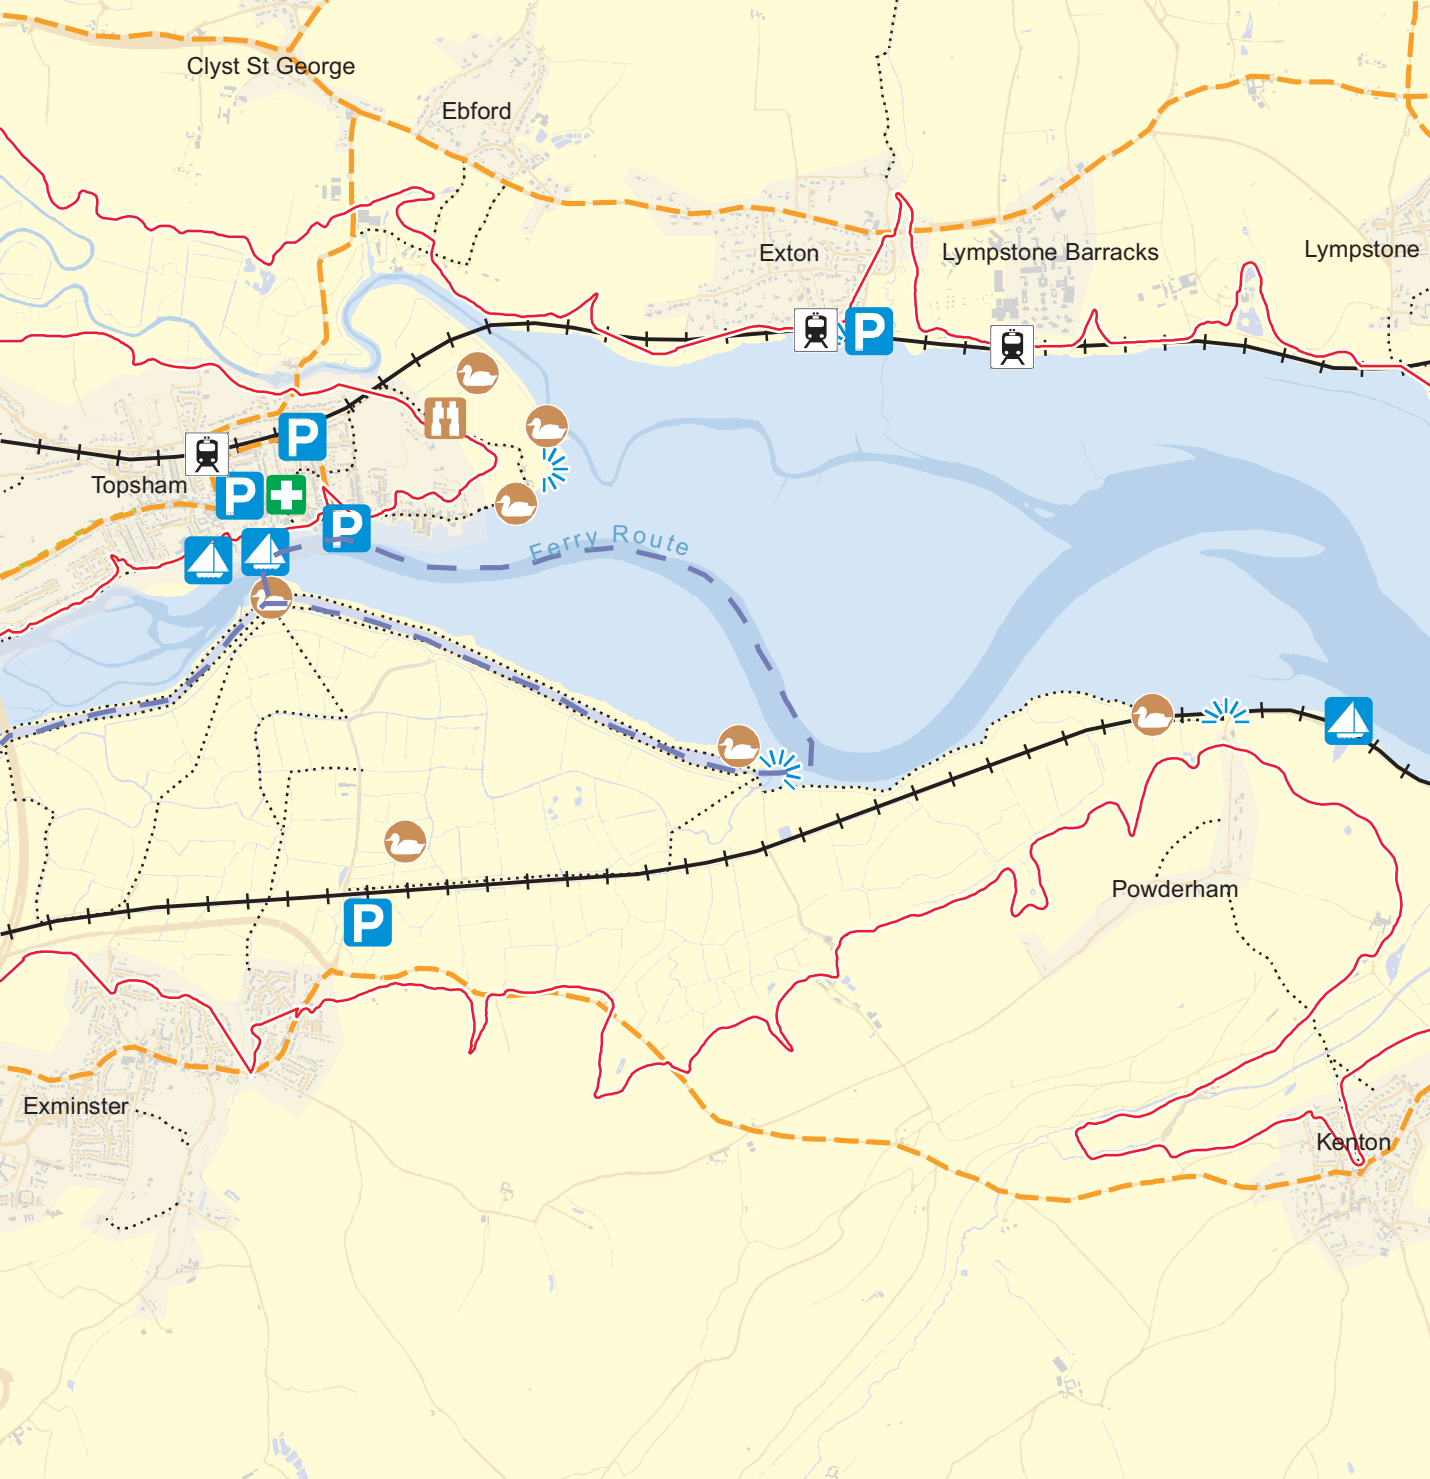 Clyst St George
Ebford
Exton
Lympstone Barracks
Lympstone
P
P
Topsham
P
P
Ferry Route
Powderham
P
Exminster
Kenton